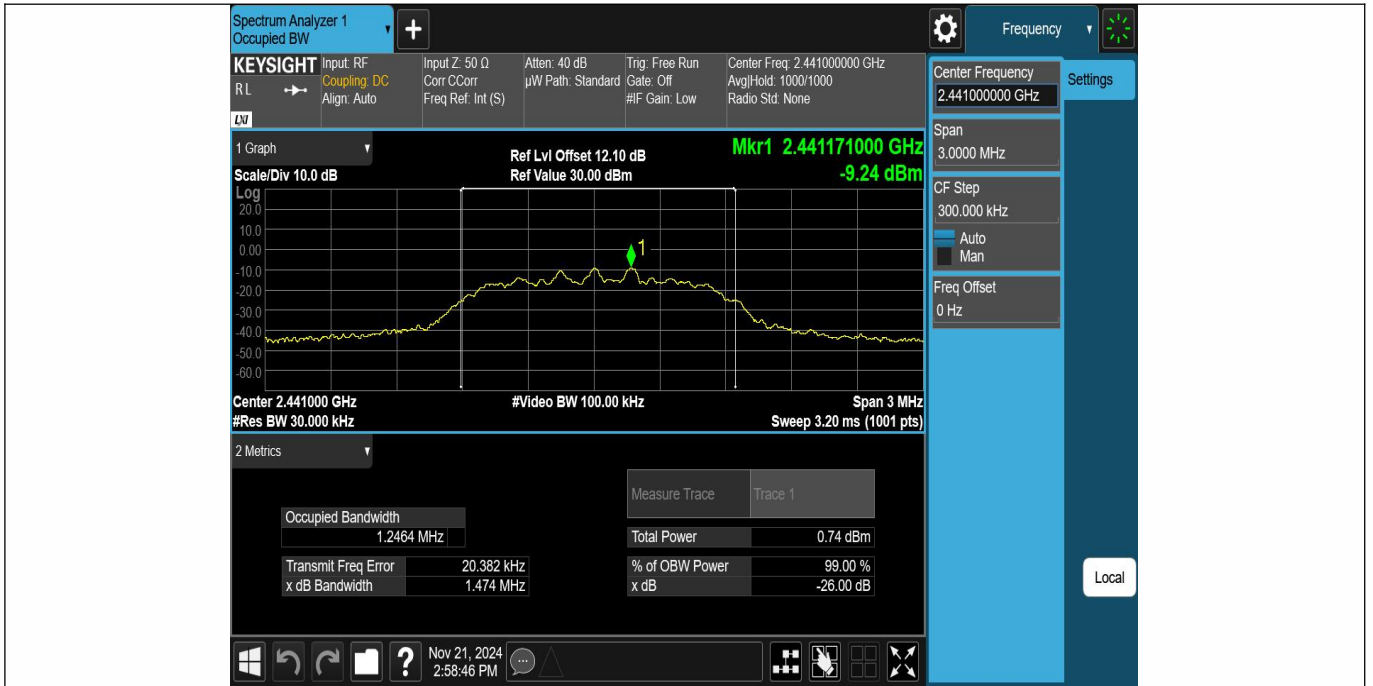 Spectrum Analyzer 1
Occupied BW
Frequency
KEYSIGHT
R L
LXI
Input: RF
Coupling: DC
Align: Auto
Input Z: 50 Ω
Corr CCorr
Freq Ref: Int (S)
Atten: 40 dB
µW Path: Standard
Trig: Free Run
Gate: Off
#IF Gain: Low
Center Freq: 2.441000000 GHz
Avg|Hold: 1000/1000
Radio Std: None
Center Frequency
2.441000000 GHz
Settings
Span
3.0000 MHz
CF Step
300.000 kHz
Auto
Man
Freq Offset
0 Hz
Local
1 Graph
Scale/Div 10.0 dB
Ref Lvl Offset 12.10 dB
Ref Value 30.00 dBm
Mkr1 2.441171000 GHz
-9.24 dBm
Log
20.0
10.0
0.00
-10.0
-20.0
-30.0
-40.0
-50.0
-60.0
1
Center 2.441000 GHz
#Res BW 30.000 kHz
#Video BW 100.00 kHz
Span 3 MHz
Sweep 3.20 ms (1001 pts)
2 Metrics
Measure Trace Trace 1
Occupied Bandwidth
1.2464 MHz
Total Power 0.74 dBm
Transmit Freq Error 20.382 kHz
% of OBW Power 99.00 %
x dB Bandwidth 1.474 MHz
x dB -26.00 dB
?
Nov 21, 2024
2:58:46 PM